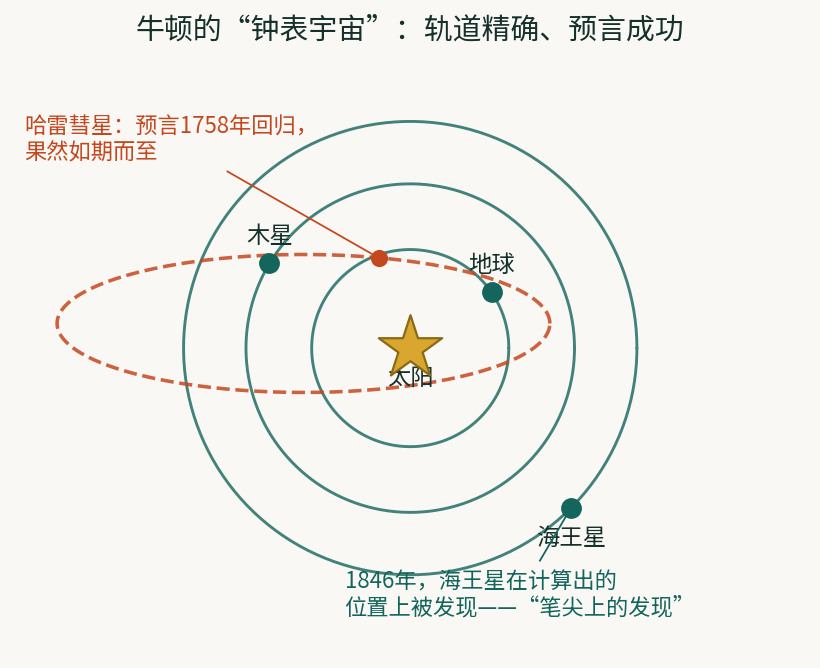 牛顿的“钟表宇宙”：轨道精确、预言成功
哈雷彗星：预言1758年回归，
果然如期而至
木星
地球
太阳
海王星
1846年，海王星在计算出的
位置上被发现——“笔尖上的发现”